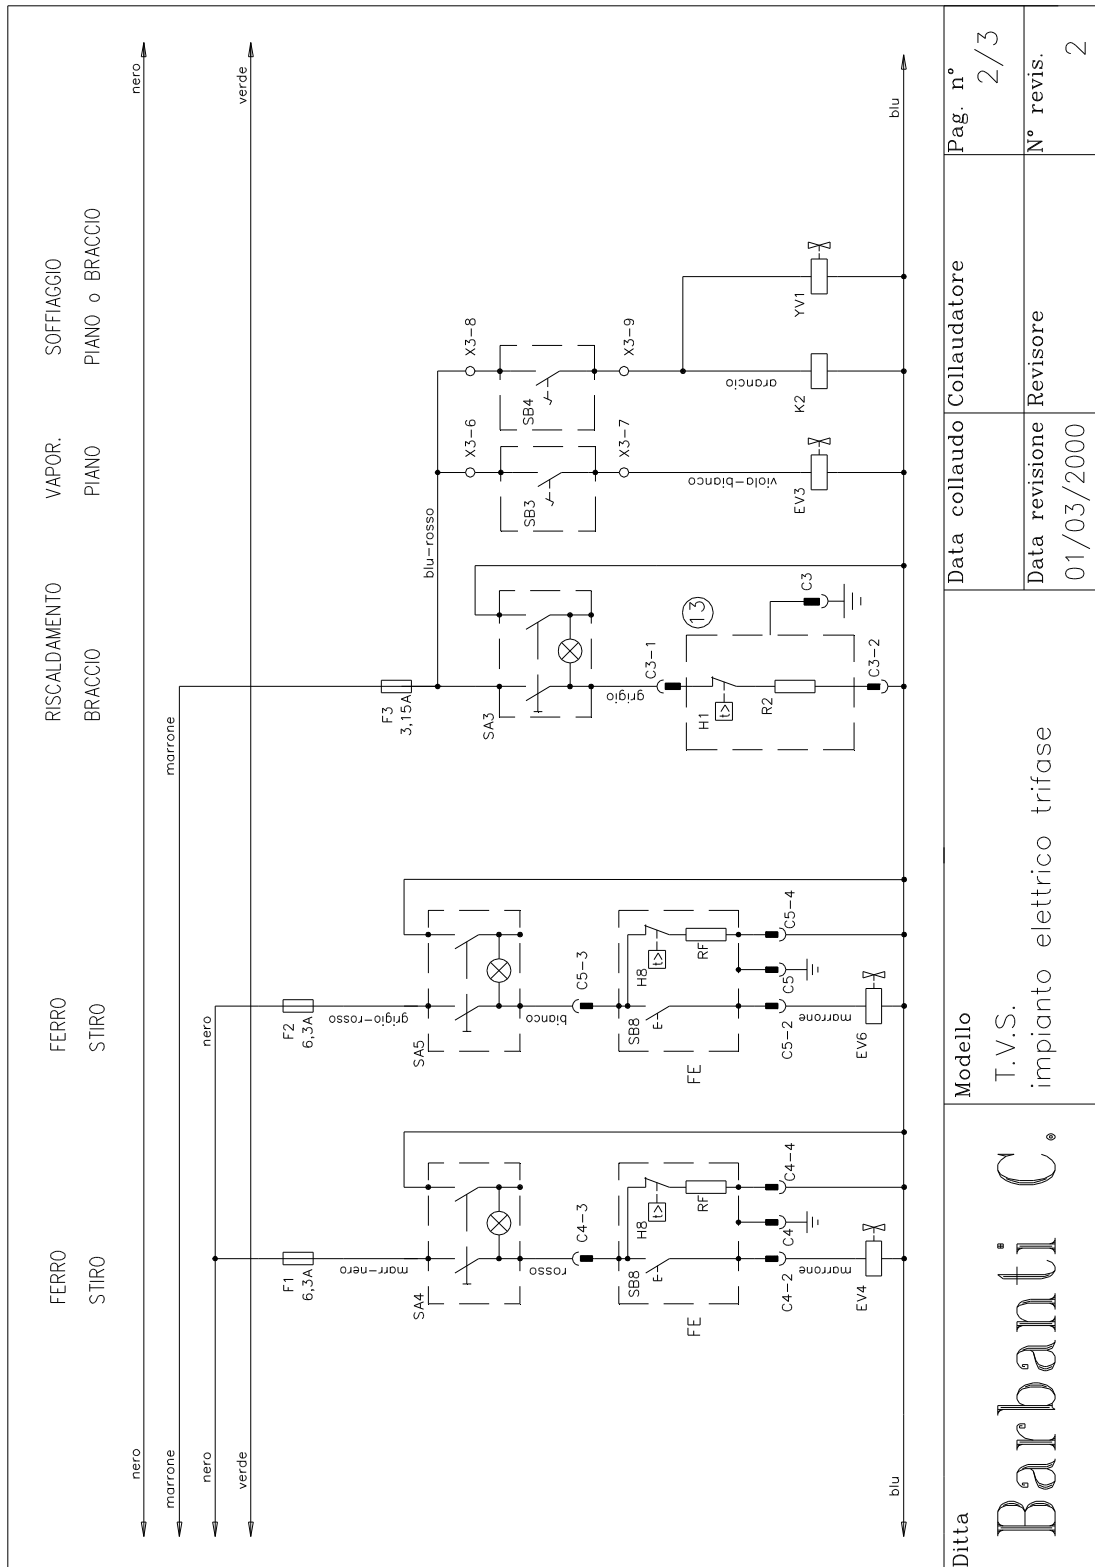 FERRO
STIRO
FERRO
STIRO
RISCALDAMENTO
BRACCIO
VAPOR.
PIANO
SOFFIAGGIO
PIANO o BRACCIO
nero
nero
marrone
marrone
nero
nero
verde
verde
F1
6,3A
marr-nero
SA4
rosso
C4-3
SB8
H8
t>
RF
FE
C4-2
C4
C4-4
marrone
EV4
F2
6,3A
grigio-rosso
SA5
bianco
C5-3
SB8
H8
t>
RF
FE
C5-2
C5
C5-4
marrone
EV6
F3
3,15A
blu-rosso
SA3
grigio
C3-1
13
H1
t>
R2
C3
C3-2
X3-6
SB3
X3-7
viola-bianco
EV3
X3-8
SB4
X3-9
arancio
K2
YV1
blu
blu
Ditta
Barbanti C.
Modello
T.V.S.
impianto elettrico trifase
Data collaudo
Collaudatore
Pag. n°
2/3
Data revisione
01/03/2000
Revisore
N° revis.
2